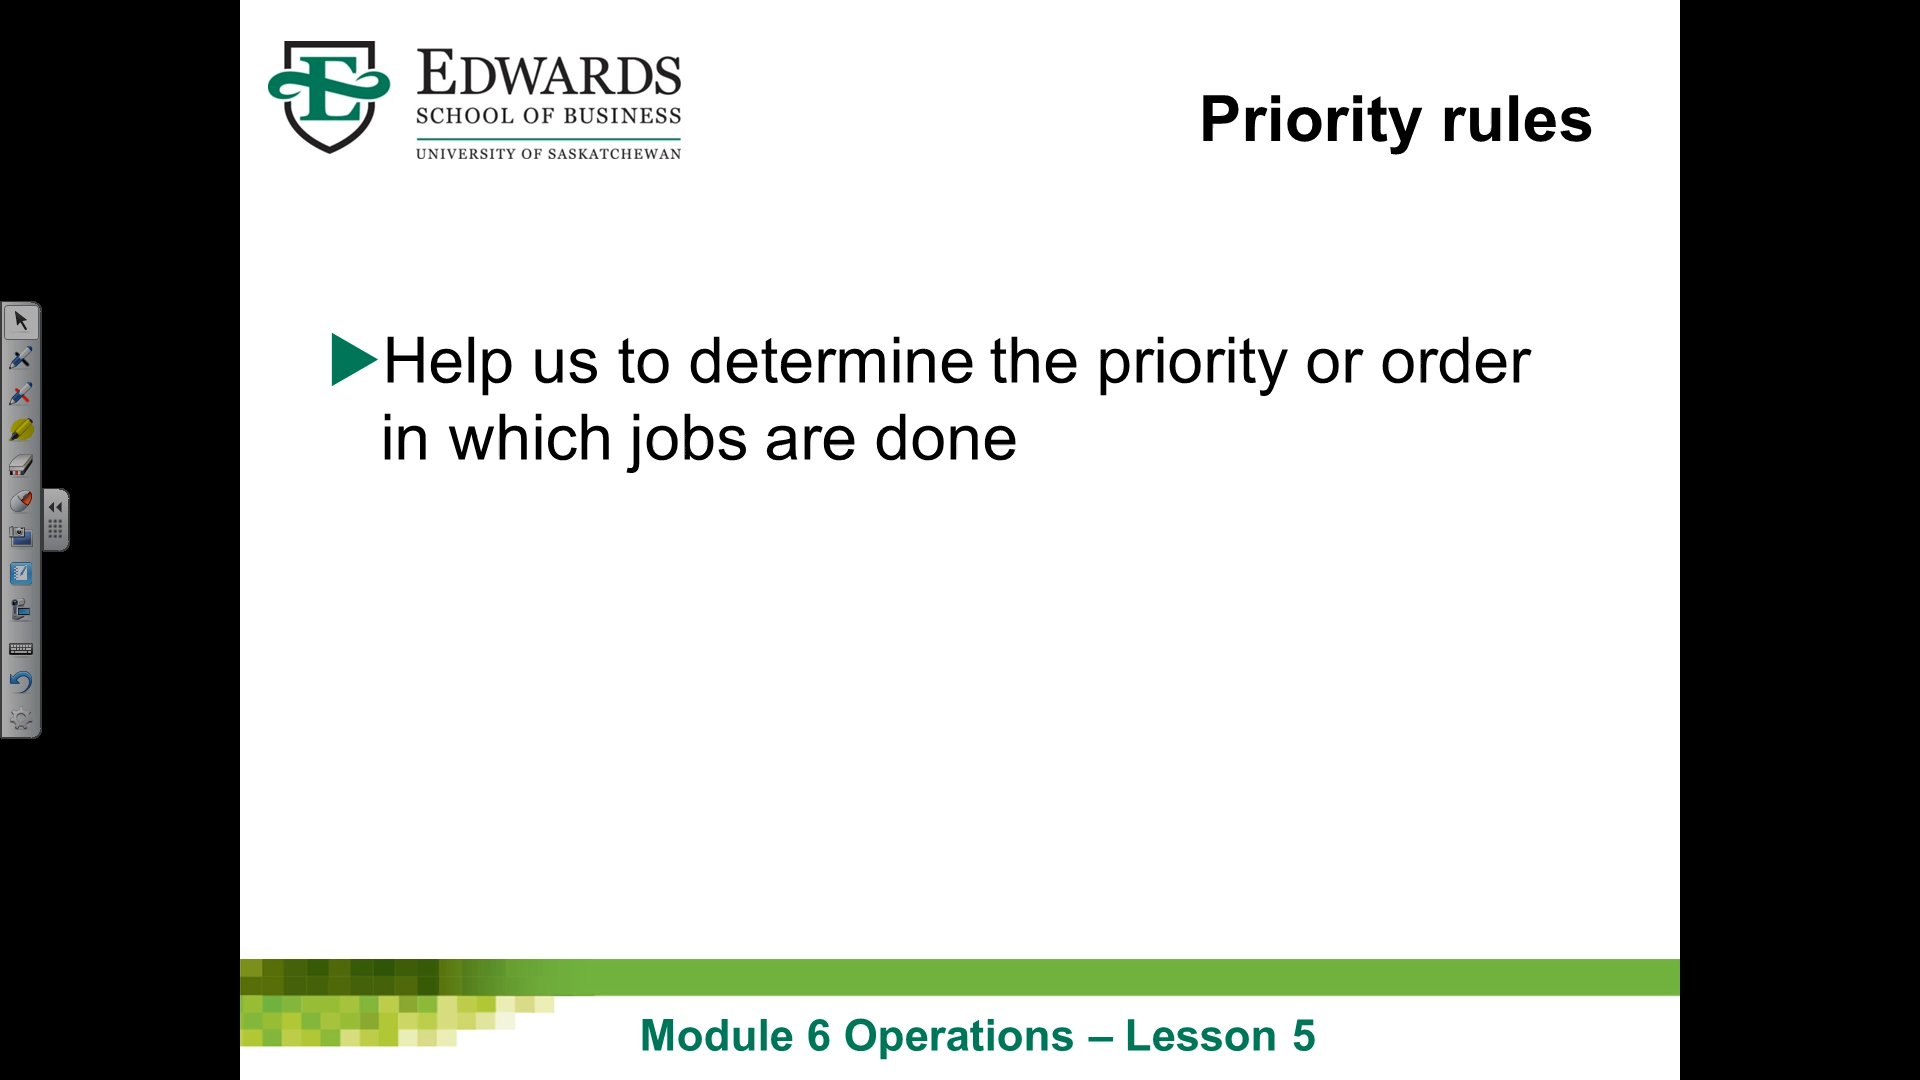 EDWARDS
SCHOOL OF BUSINESS
UNIVERSITY OF SASKATCHEWAN
Priority rules
Help us to determine the priority or order
in which jobs are done
Module 6 Operations – Lesson 5